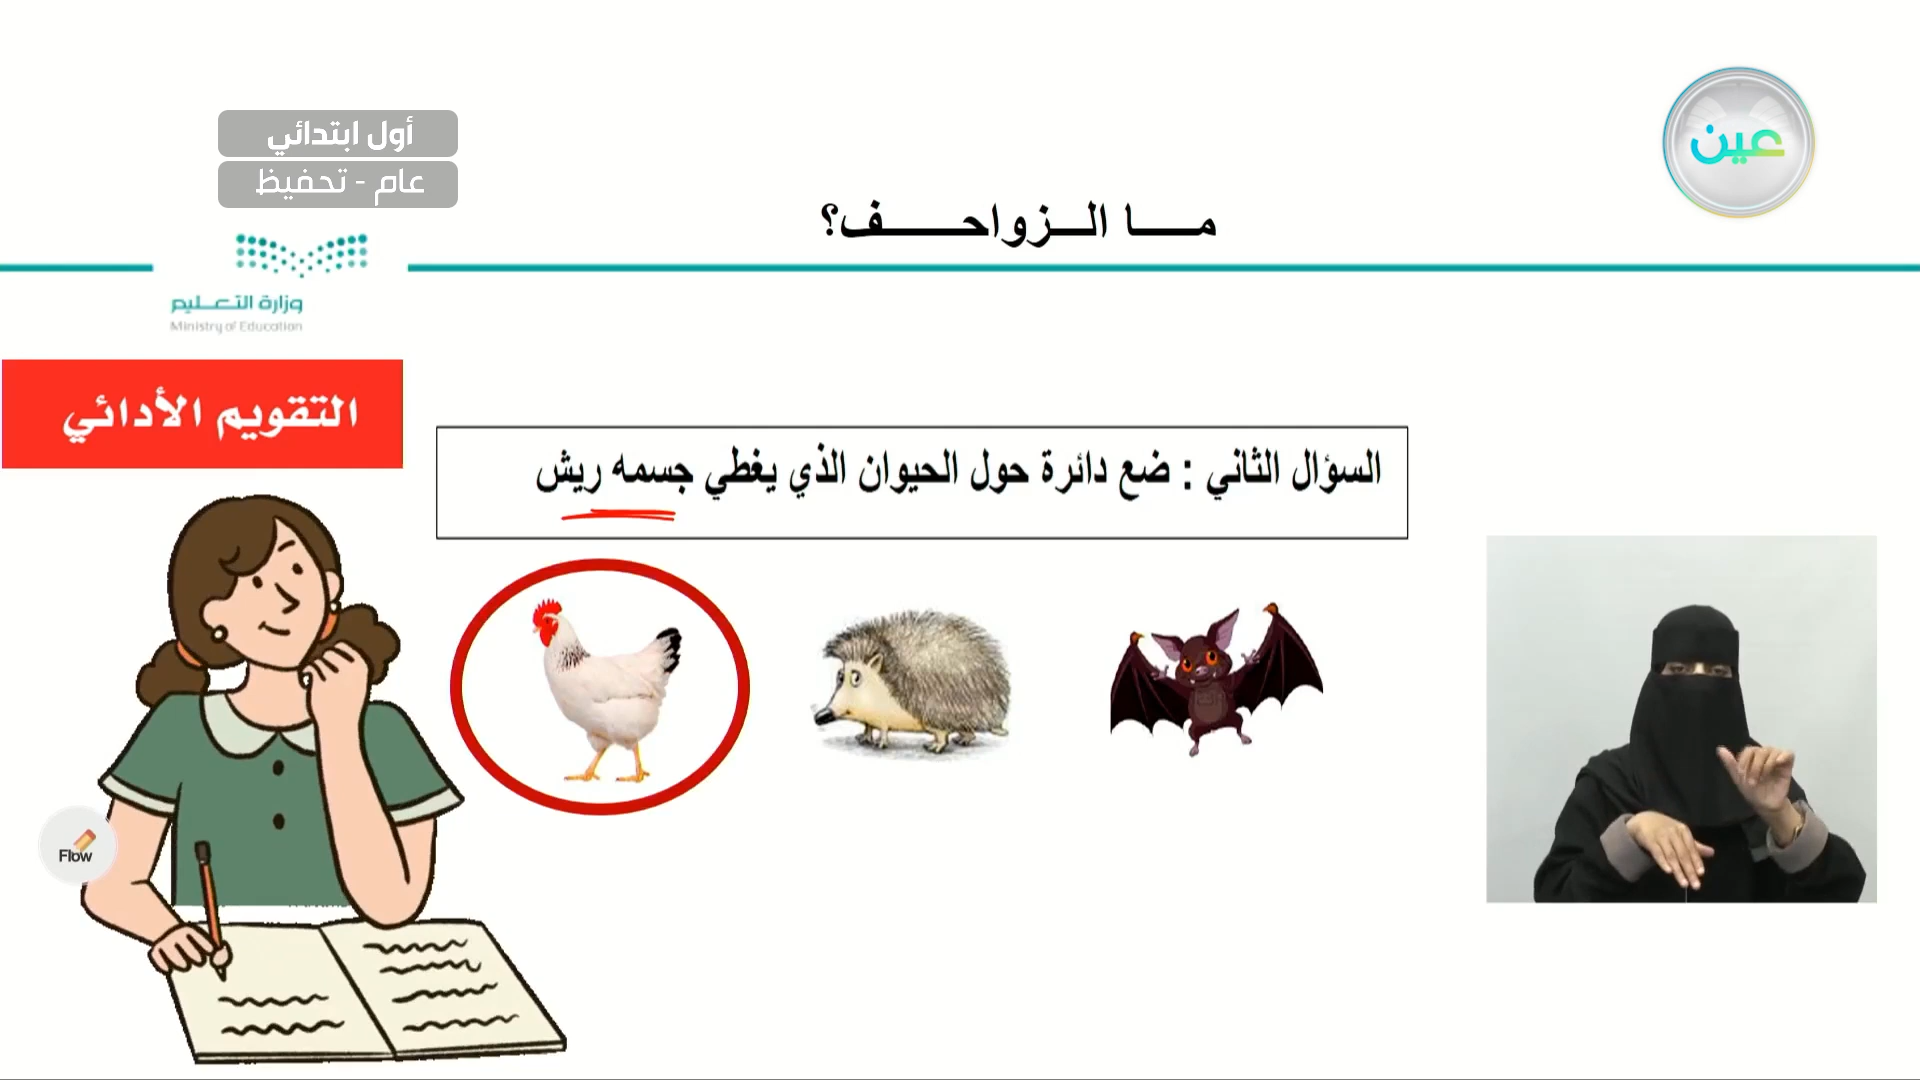 أول ابتدائي
عام - تحفيظ
عين
ما الزواحف؟
وزارة التعليم
Ministry of Education
التقويم الأدائي
السؤال الثاني : ضع دائرة حول الحيوان الذي يغطي جسمه ريش
Flow